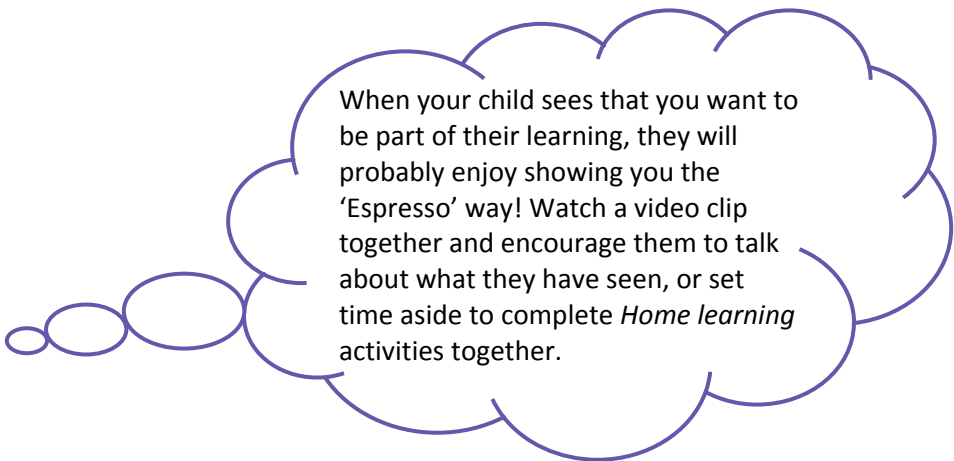 When your child sees that you want to
be part of their learning, they will
probably enjoy showing you the
‘Espresso’ way! Watch a video clip
together and encourage them to talk
about what they have seen, or set
time aside to complete Home learning
activities together.